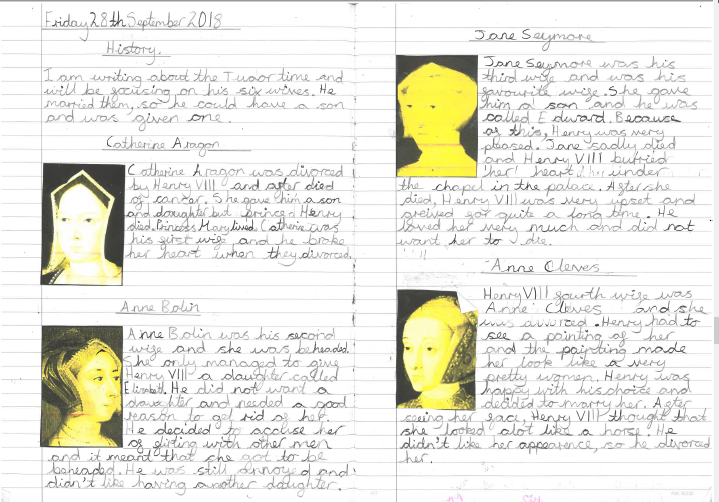 Friday 28th September 2018
History.
I am writing about the Tudor time and
will be focusing on his six wives. He
married them, so he could have a son
and was given one.
Catherine Aragon
Catherine Aragon was divorced
by Henry VIII and after died
of cancer. She gave him a son
and daughter but prince Henry
died. Princess Mary lived. Catherine was
his first wife and he broke
her heart when they divorced.
Anne Bolin
Anne Bolin was his second
wife and she was beheaded.
She only managed to give
Henry VIII a daughter called
Elizabeth. He did not want a
daughter and needed a good
reason to get rid of her.
He decided to accuse her
of flirting with other men
and it meant that she got to be
beheaded. He was still annoyed and
didn't like having another daughter.
Jane Seymore
Jane Seymore was his
third wife and was his
favourite wife. She gave
him a son and he was
called Edward. Because
of this, Henry was very
pleased. Jane sadly died
and Henry VIII burried
her heart under
the chapel in the palace. After she
died, Henry VIII was very upset and
greived for quite a long time. He
loved her very much and did not
want her to die.
Anne Cleves
Henry VIII fourth wife was
Anne Cleves and she
was divorced. Henry had to
see a painting of her
and the painting made
her look like a very
pretty women. Henry was
happy with his choice and
decided to marry her. After
seeing her face, Henry VIII thought that
she looked alot like a horse. He
didn't like her appearence, so he divorced
her.